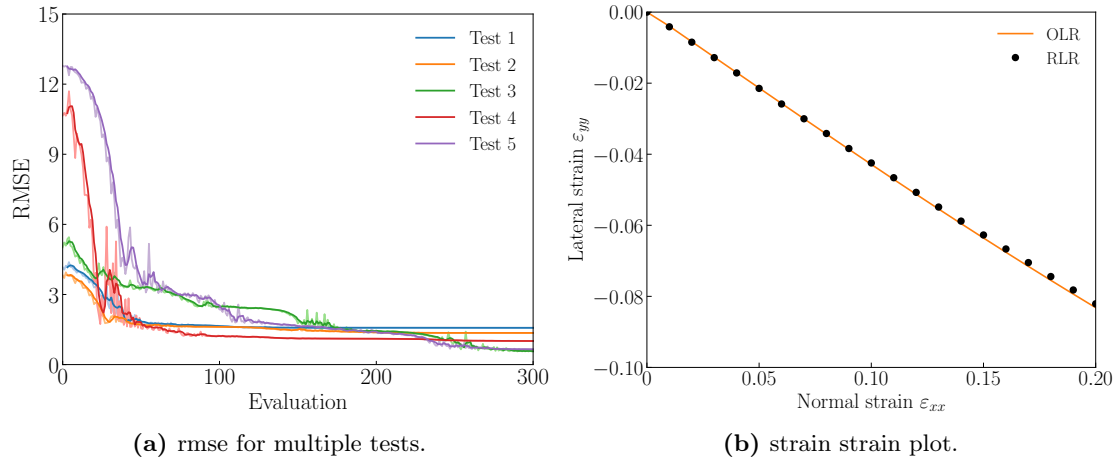 15
12
9
6
3
0
RMSE
0
100
200
300
Evaluation
Test 1
Test 2
Test 3
Test 4
Test 5
(a) rmse for multiple tests.
0.00
−0.02
−0.04
−0.06
−0.08
−0.10
Lateral strain εyy
0.05
0.10
0.15
0.20
Normal strain εxx
OLR
RLR
(b) strain strain plot.